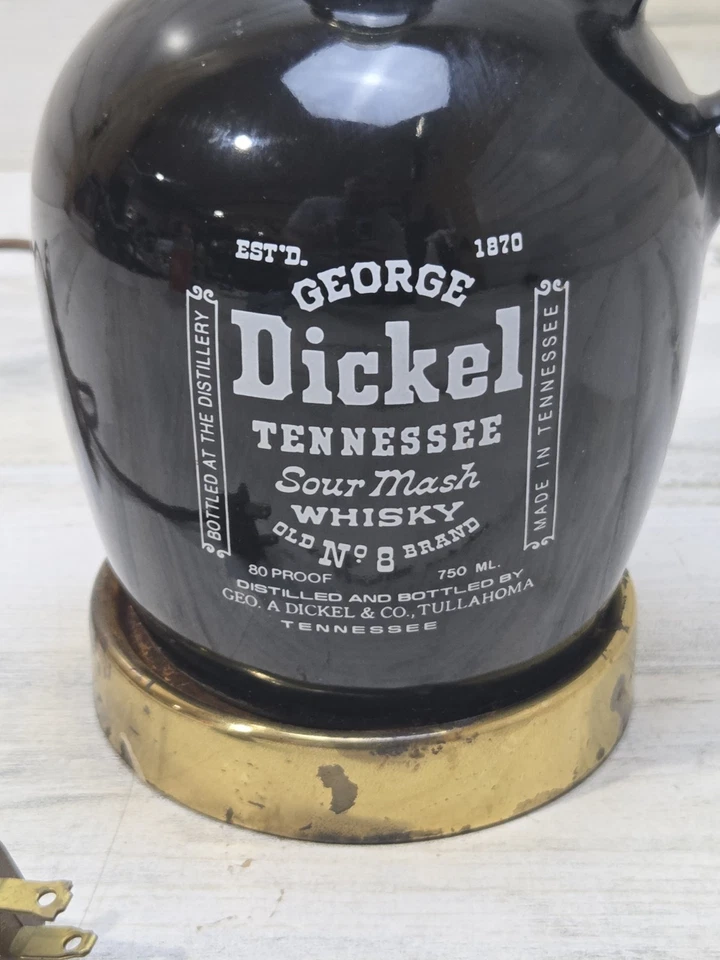 EST'D. 1870
GEORGE
Dickel
TENNESSEE
Sour Mash
WHISKY
OLD Nº 8 BRAND
80 PROOF 750 ML.
DISTILLED AND BOTTLED BY
GEO. A DICKEL & CO., TULLAHOMA
TENNESSEE
BOTTLED AT THE DISTILLERY
MADE IN TENNESSEE